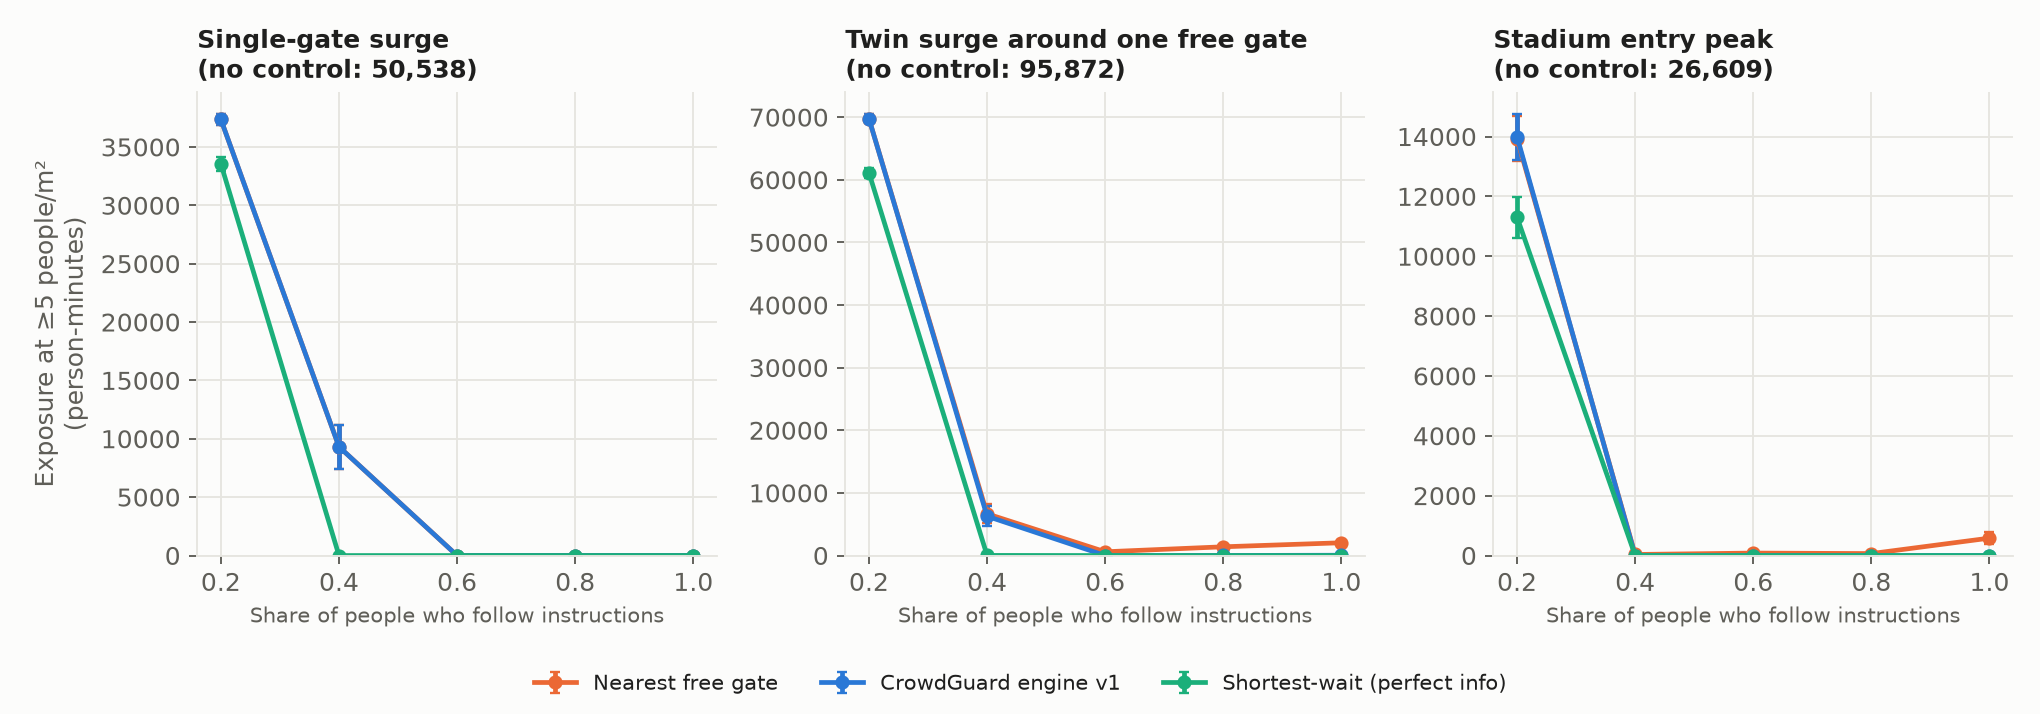 Single-gate surge
(no control: 50,538)
Twin surge around one free gate
(no control: 95,872)
Stadium entry peak
(no control: 26,609)
Exposure at ≥5 people/m²
(person-minutes)
35000
30000
25000
20000
15000
10000
5000
0
0.2 0.4 0.6 0.8 1.0
Share of people who follow instructions
70000
60000
50000
40000
30000
20000
10000
0
0.2 0.4 0.6 0.8 1.0
Share of people who follow instructions
14000
12000
10000
8000
6000
4000
2000
0
0.2 0.4 0.6 0.8 1.0
Share of people who follow instructions
Nearest free gate
CrowdGuard engine v1
Shortest-wait (perfect info)